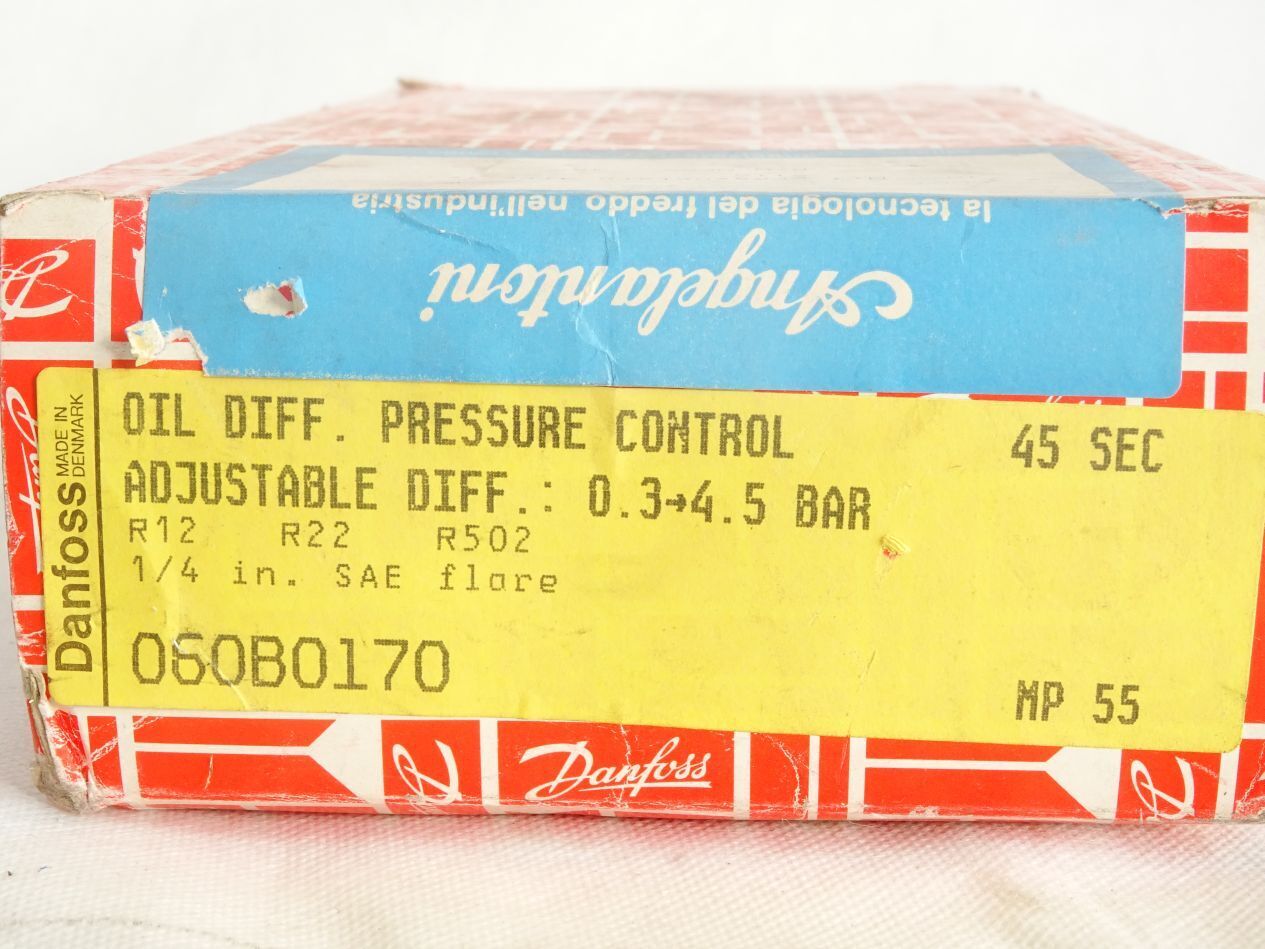 la tecnologia del freddo nell'industria
Angelantoni
Danfoss
MADE IN
DENMARK
OIL DIFF. PRESSURE CONTROL 45 SEC
ADJUSTABLE DIFF.: 0.3→4.5 BAR
R12 R22 R502
1/4 in. SAE flare
060B0170 MP 55
Danfoss